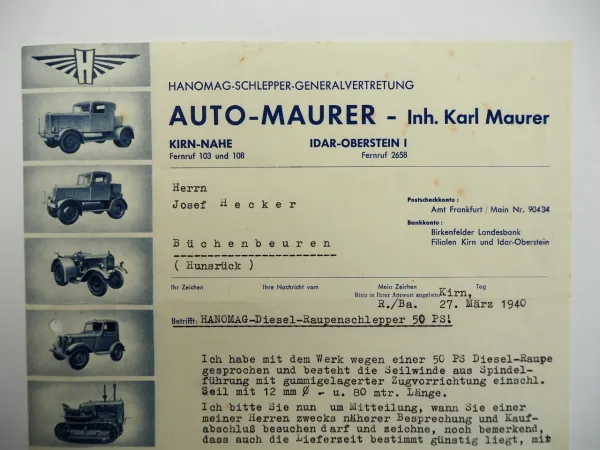 H
HANOMAG-SCHLEPPER-GENERALVERTRETUNG
AUTO-MAURER - Inh. Karl Maurer
KIRN-NAHE IDAR-OBERSTEIN I
Fernruf 103 und 108 Fernruf 2658
Herrn
Josef Hecker
Postscheckkonto:
Amt Frankfurt / Main Nr. 90434
Bankkonto:
Birkenfelder Landesbank
Filialen Kirn und Idar-Oberstein
Büchenbeuren
(Hunsrück)
Ihr Zeichen Ihre Nachricht vom Mein Zeichen Tag
Bitte in Ihrer Antwort angeben Kirn,
R./Ba. 27. März 1940
Betrifft: HANOMAG-Diesel-Raupenschlepper 50 PS!
Ich habe mit dem Werk wegen einer 50 PS Diesel-Raupe
gesprochen und besteht die Seilwinde aus Spindel-
führung mit gummigelagerter Zugvorrichtung einschl.
Seil mit 12 mm Ø - u. 80 mtr. Länge.
Ich bitte Sie nun um Mitteilung, wann Sie einer
meiner Herren zwecks näherer Besprechung und Kauf-
abschluß besuchen darf und zeichne, noch bemerkend,
dass auch die Lieferzeit bestimmt günstig liegt, mit